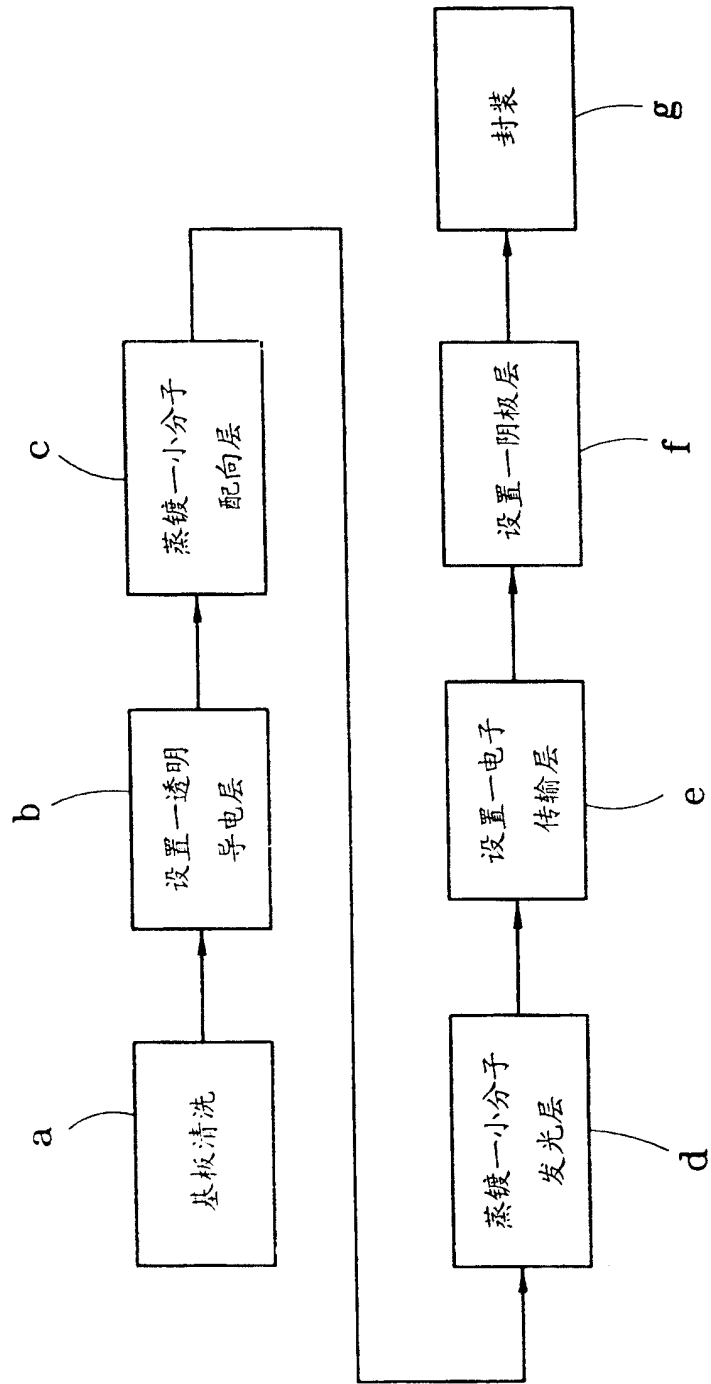 a
基板清洗
b
设置一透明
导电层
c
蒸镀一小分子
配向层
d
蒸镀一小分子
发光层
e
设置一电子
传输层
f
设置一阴极层
g
封装